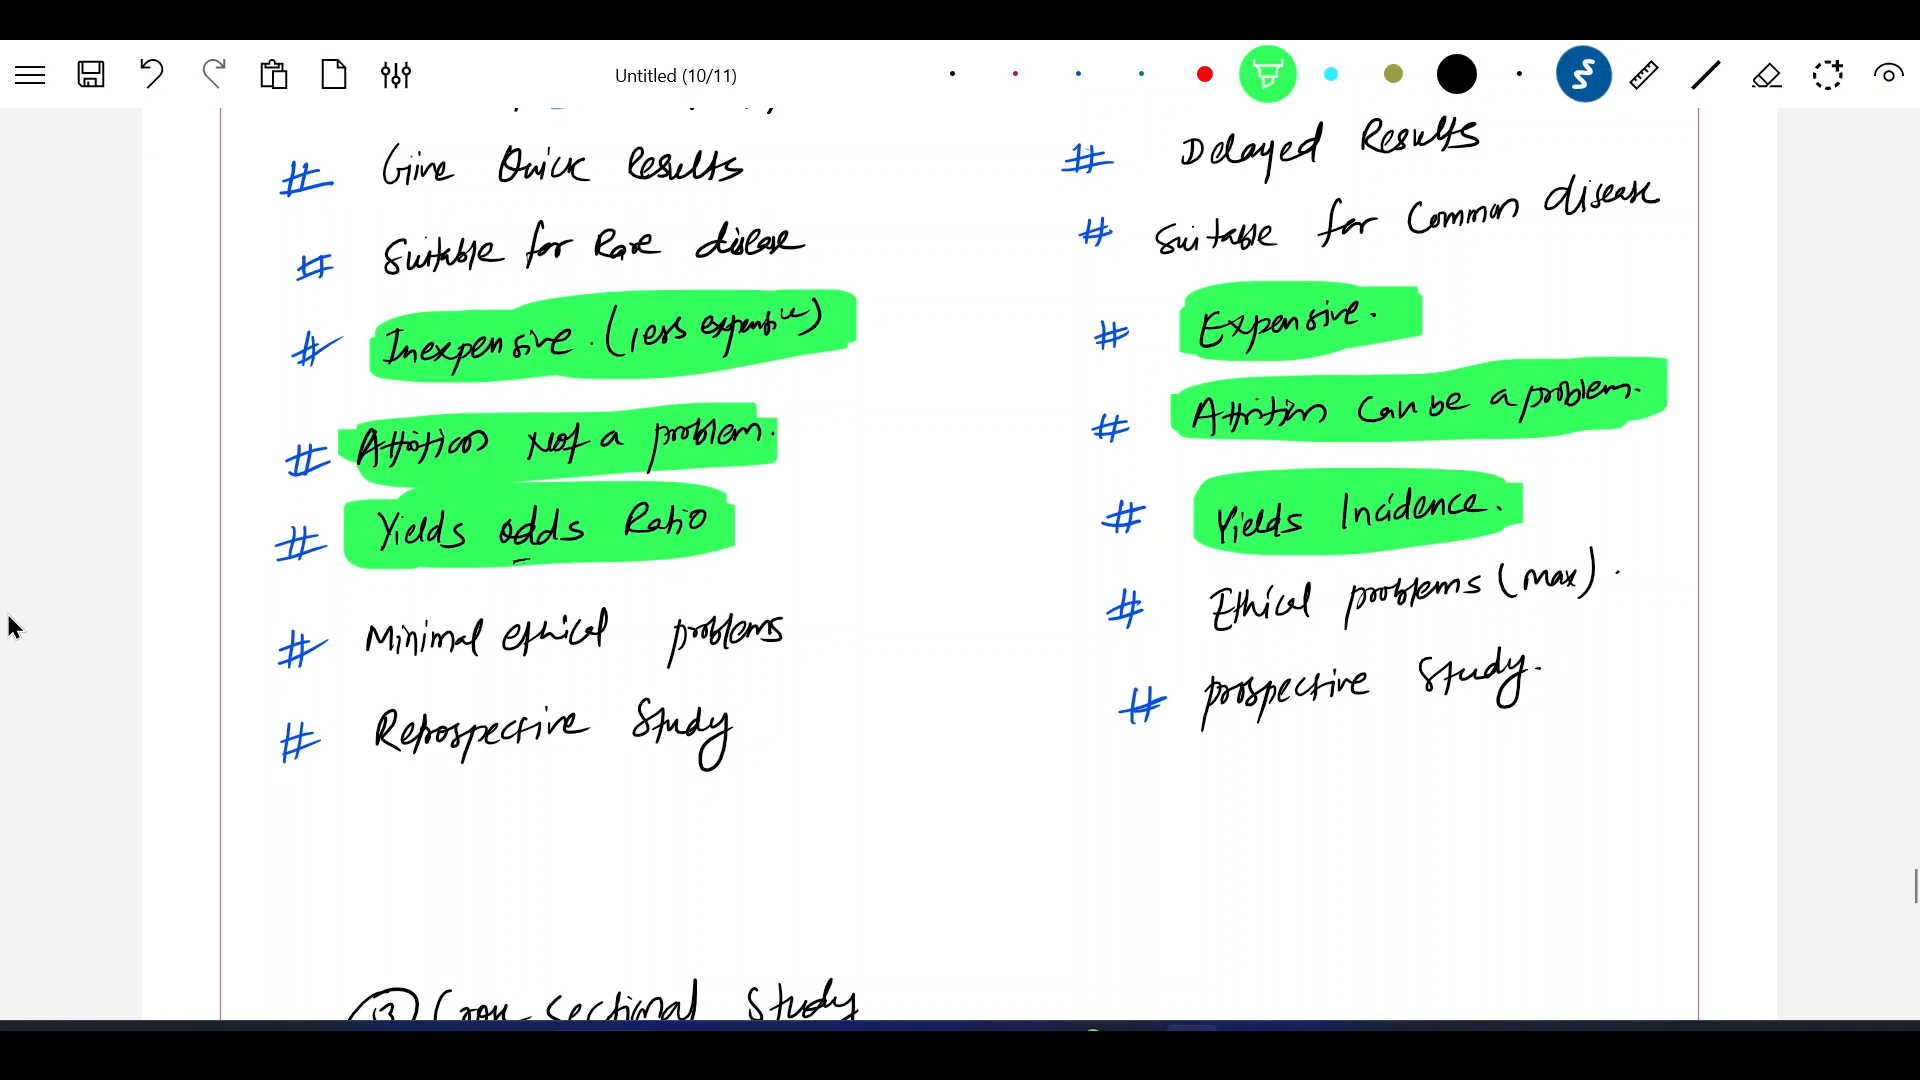 Untitled (10/11)
# Give Quick Results
# Suitable for Rare disease
# Inexpensive. (less expensive)
# Attrition Not a problem.
# Yields odds Ratio
# Minimal ethical problems
# Retrospective Study
# Delayed Results
# Suitable for Common disease
# Expensive.
# Attrition Can be a problem.
# Yields Incidence.
# Ethical problems (max).
# prospective Study.
③ Cross-Sectional Study